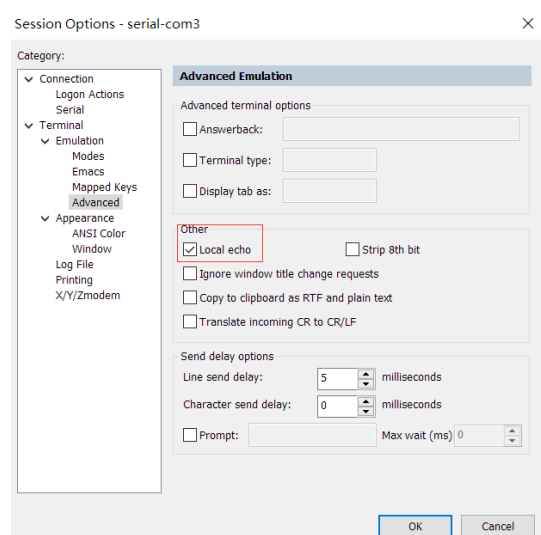 Session Options - serial-com3
Category:
Connection
Logon Actions
Serial
Terminal
Emulation
Modes
Emacs
Mapped Keys
Advanced
Appearance
ANSI Color
Window
Log File
Printing
X/Y/Zmodem
Advanced Emulation
Advanced terminal options
Answerback:
Terminal type:
Display tab as:
Other
Local echo Strip 8th bit
Ignore window title change requests
Copy to clipboard as RTF and plain text
Translate incoming CR to CR/LF
Send delay options
Line send delay: 5 milliseconds
Character send delay: 0 milliseconds
Prompt: Max wait (ms) 0
OK Cancel